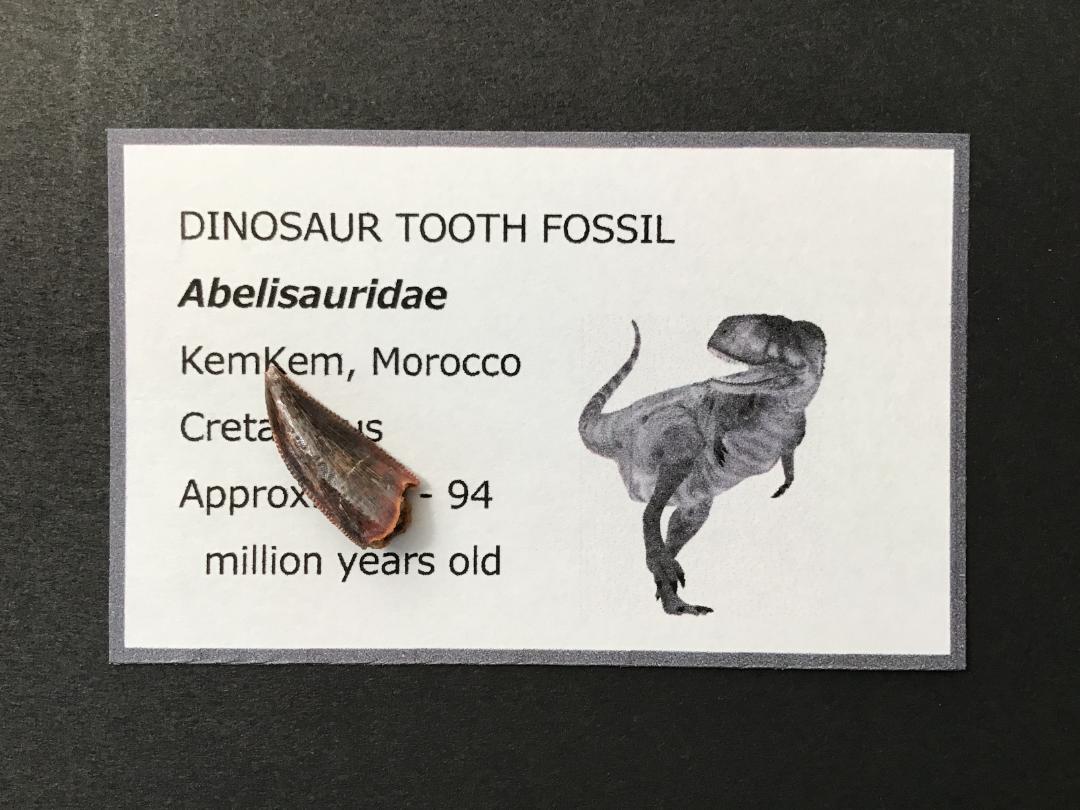 DINOSAUR TOOTH FOSSIL
Abelisauridae
KemKem, Morocco
Creta us
Approx. - 94
million years old